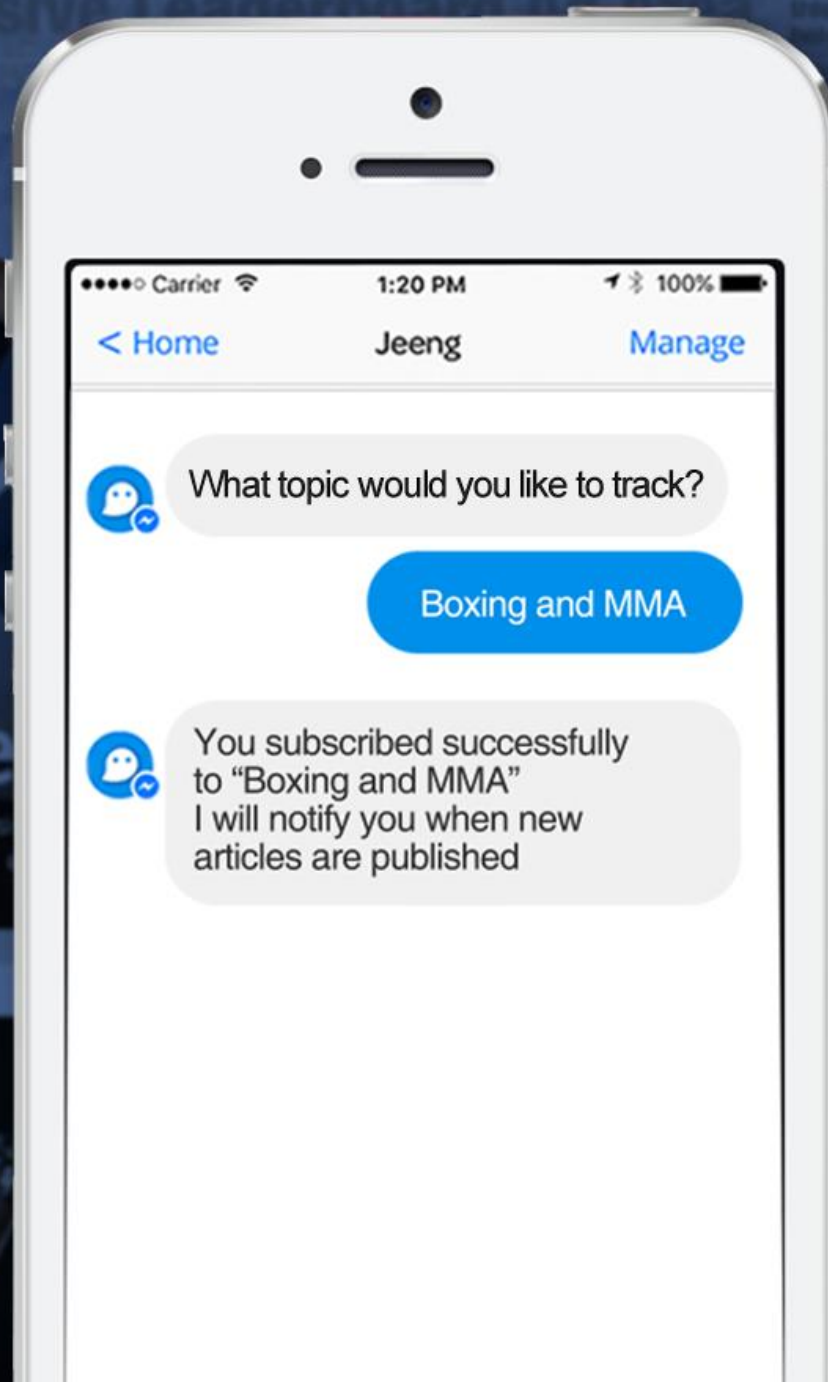 ●●●●○ Carrier 1:20 PM 100%
< Home Jeeng Manage
What topic would you like to track?
Boxing and MMA
You subscribed successfully
to “Boxing and MMA”
I will notify you when new
articles are published